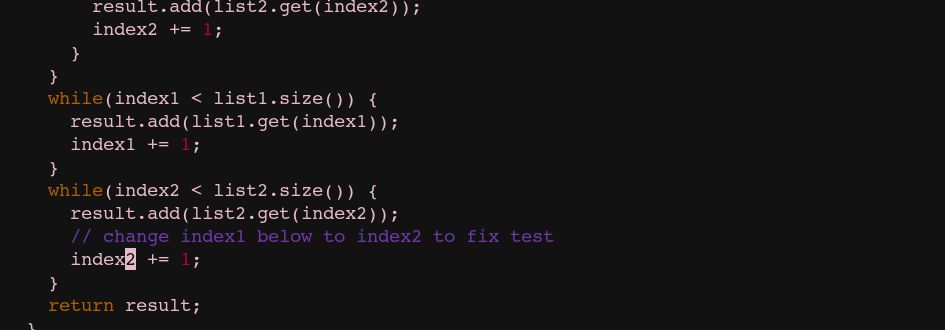 result.add(list2.get(index2));
index2 += 1;
}
}
while(index1 < list1.size()) {
result.add(list1.get(index1));
index1 += 1;
}
while(index2 < list2.size()) {
result.add(list2.get(index2));
// change index1 below to index2 to fix test
index2 += 1;
}
return result;
}